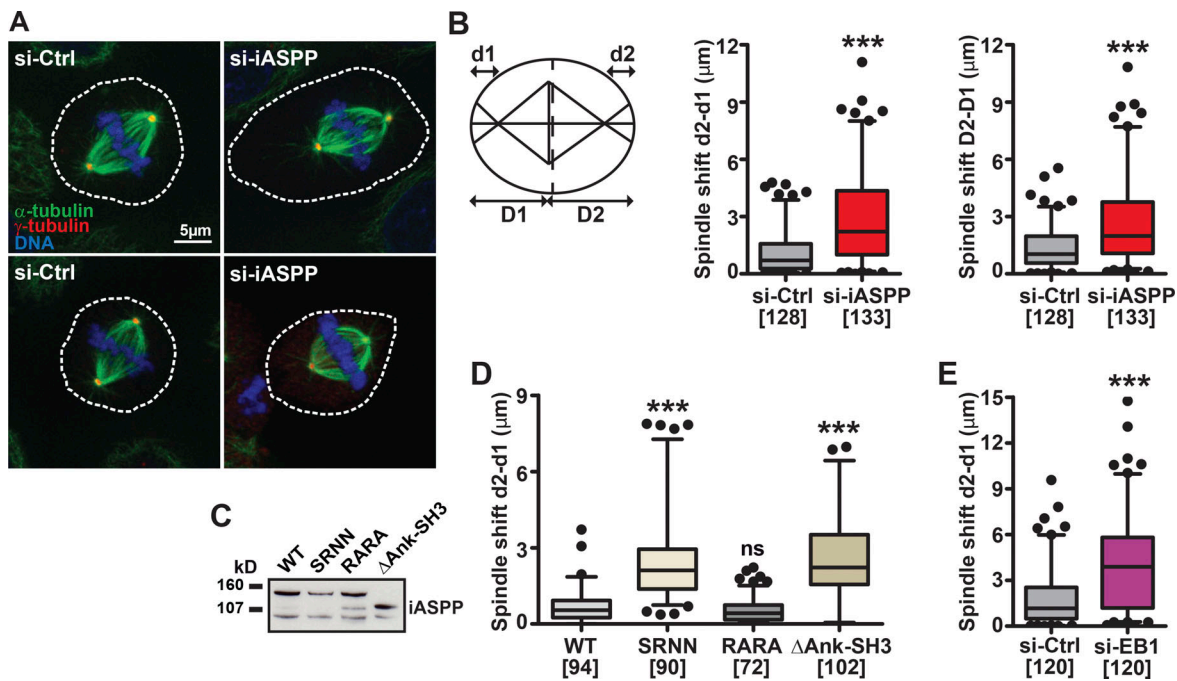 A
si-Ctrl
si-iASPP
α-tubulin
γ-tubulin
DNA
5μm
si-Ctrl
si-iASPP
B
d1
d2
D1
D2
Spindle shift d2-d1 (μm)
12
9
6
3
0
***
si-Ctrl
[128]
si-iASPP
[133]
Spindle shift D2-D1 (μm)
12
9
6
3
0
***
si-Ctrl
[128]
si-iASPP
[133]
C
kD
WT
SRNN
RARA
ΔAnk-SH3
160
107
iASPP
D
Spindle shift d2-d1 (μm)
9
6
3
0
***
ns
***
WT
[94]
SRNN
[90]
RARA
[72]
ΔAnk-SH3
[102]
E
Spindle shift d2-d1 (μm)
15
12
9
6
3
0
***
si-Ctrl
[120]
si-EB1
[120]